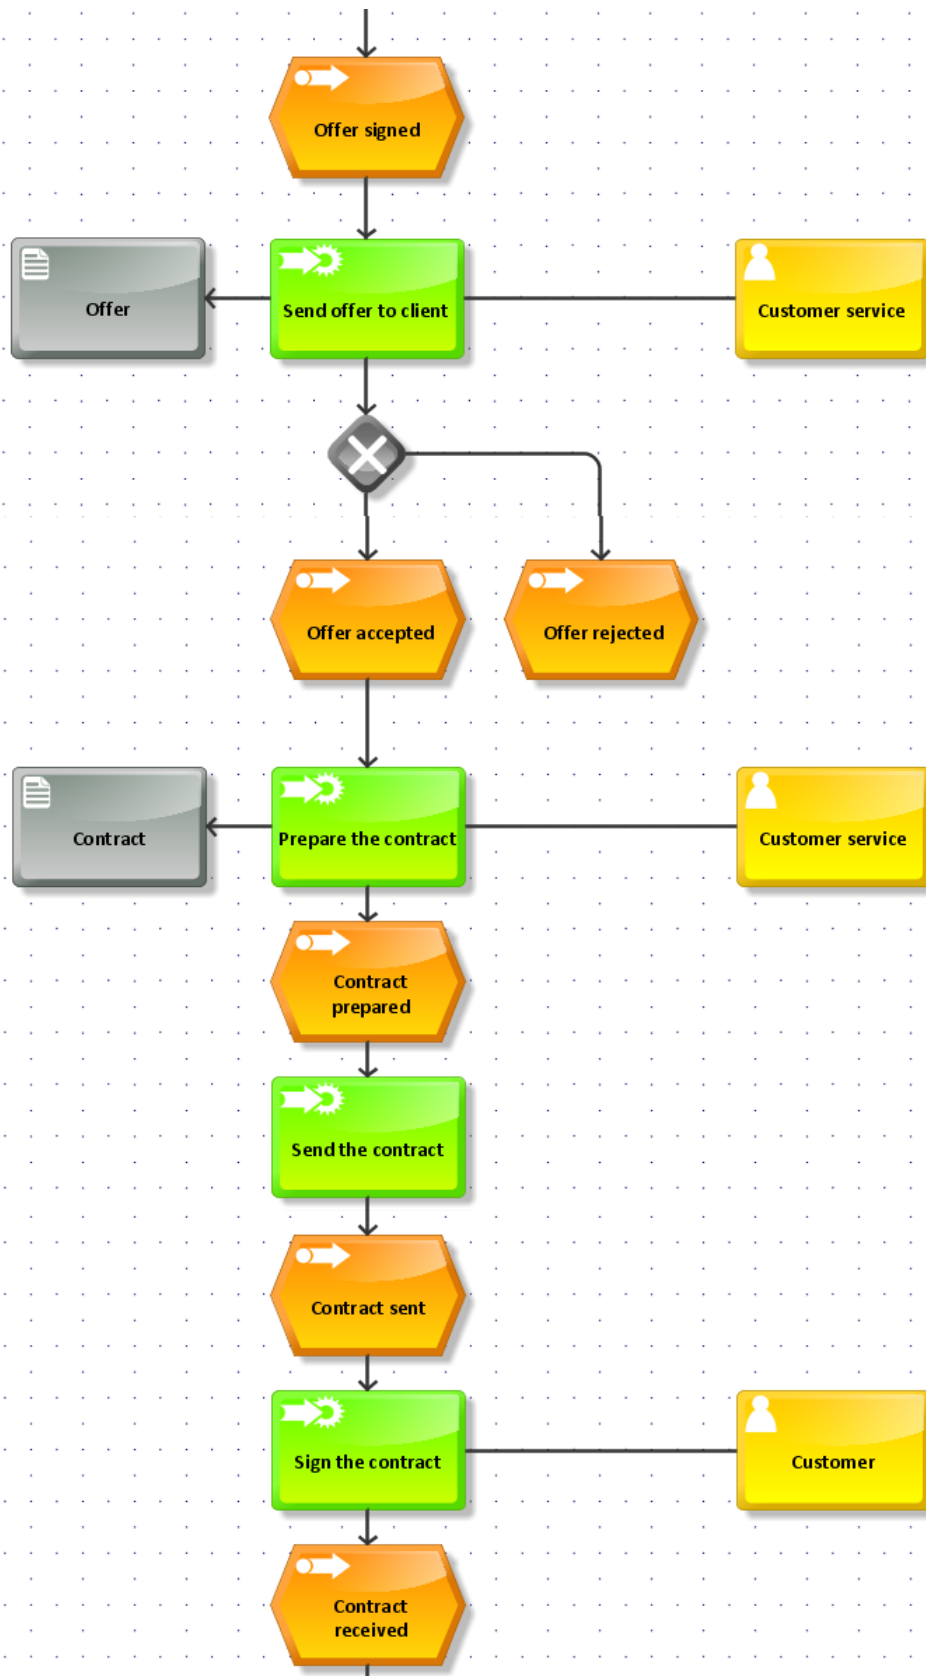 Offer signed
Offer
Send offer to client
Customer service
Offer accepted
Offer rejected
Contract
Prepare the contract
Customer service
Contract
prepared
Send the contract
Contract sent
Sign the contract
Customer
Contract
received